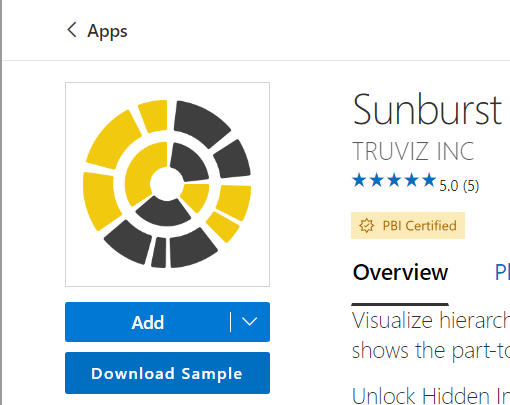 Apps
Sunburst
TRUVIZ INC
5.0 (5)
PBI Certified
Overview
Add
Visualize hierarch
shows the part-to
Download Sample
Unlock Hidden In